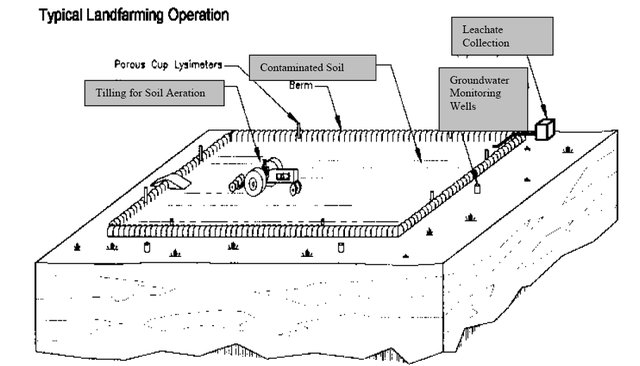 Typical Landfarming Operation
Leachate
Collection
Porous Cup Lysimeters
Contaminated Soil
Groundwater
Monitoring
Wells
Tilling for Soil Aeration
Berm